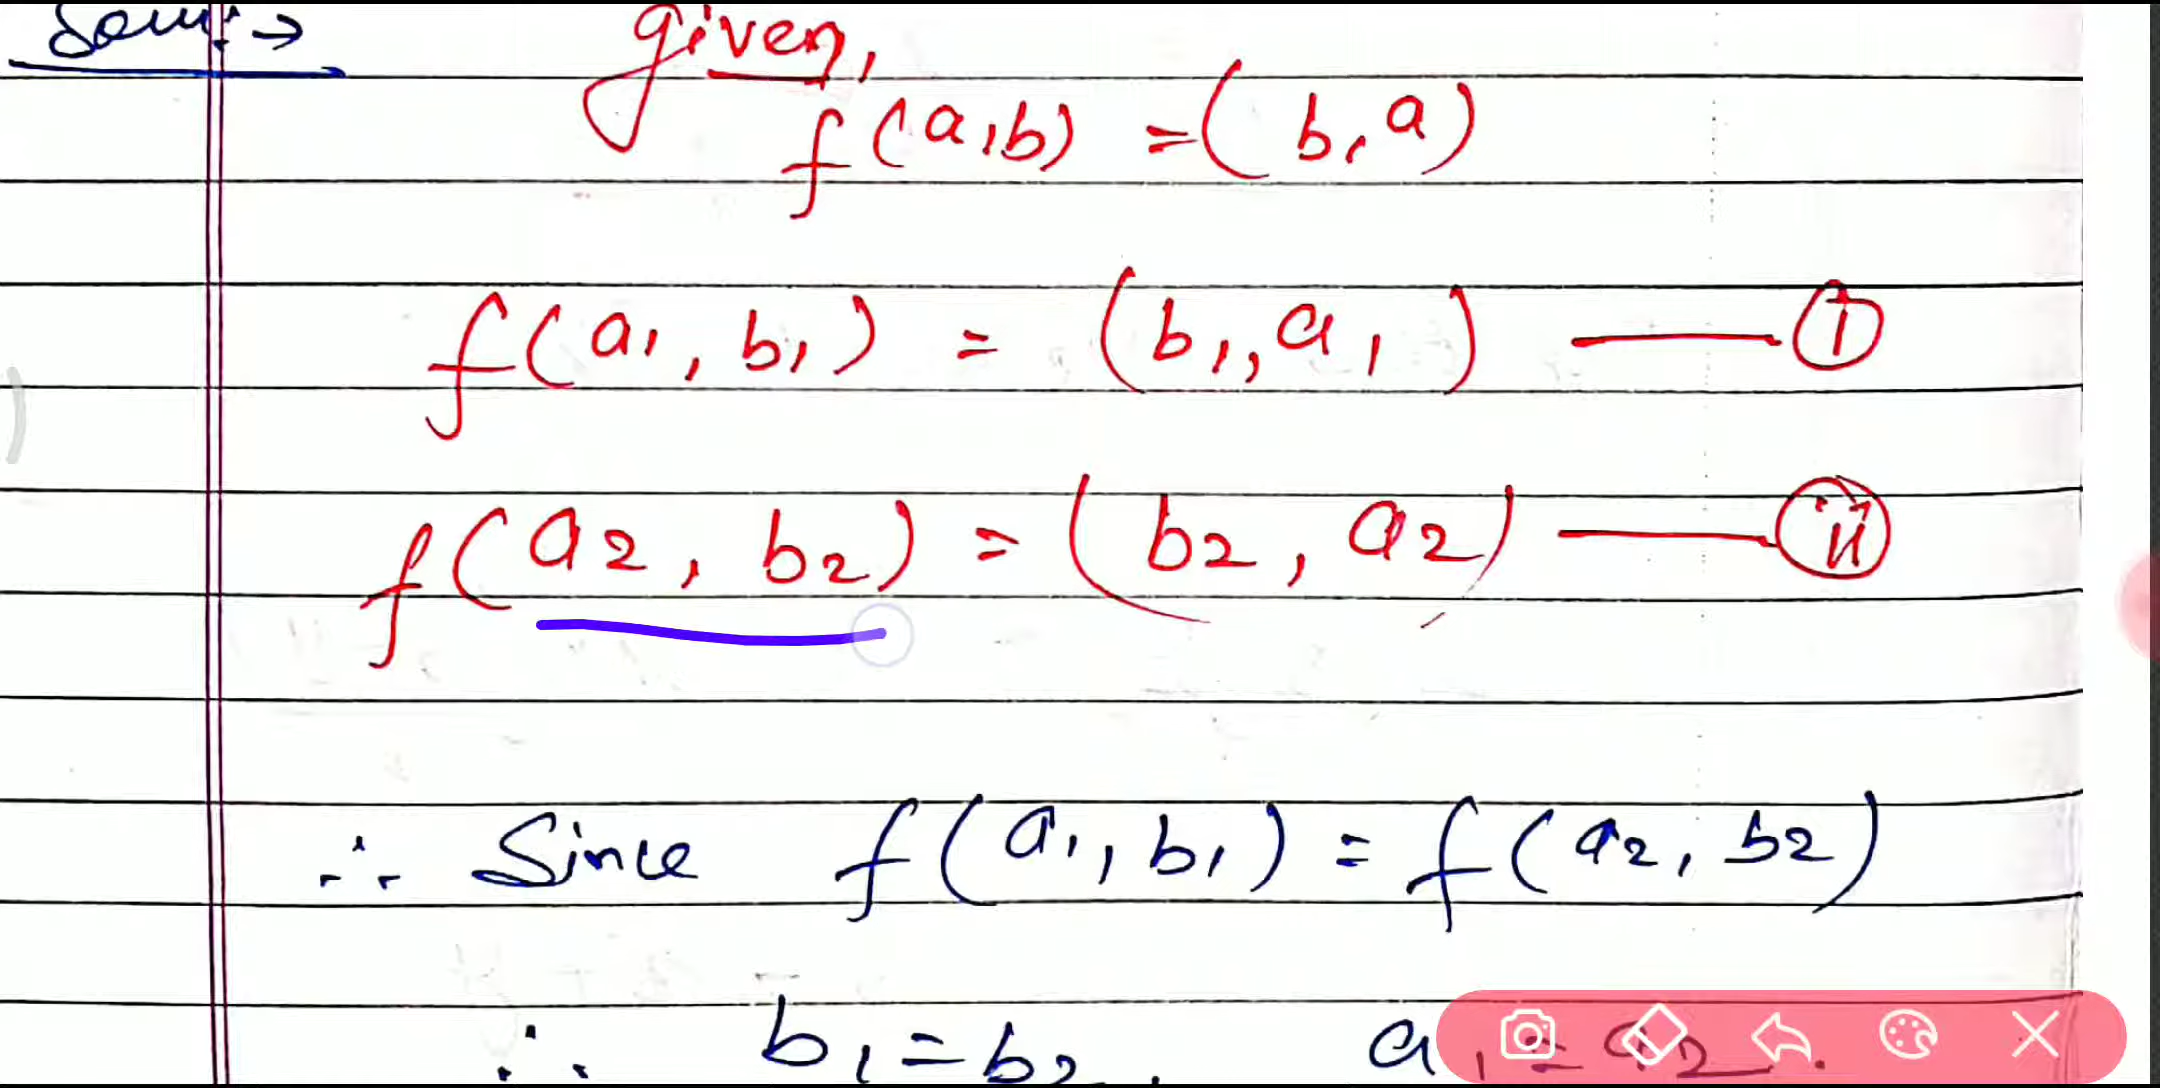 Soln: →
given,
f(a,b) = (b,a)
f(a1, b1) = (b1, a1) —— (i)
f(a2, b2) = (b2, a2) —— (ii)
∴ Since f(a1, b1) = f(a2, b2)
∴ b1 = b2, a1 = a2.